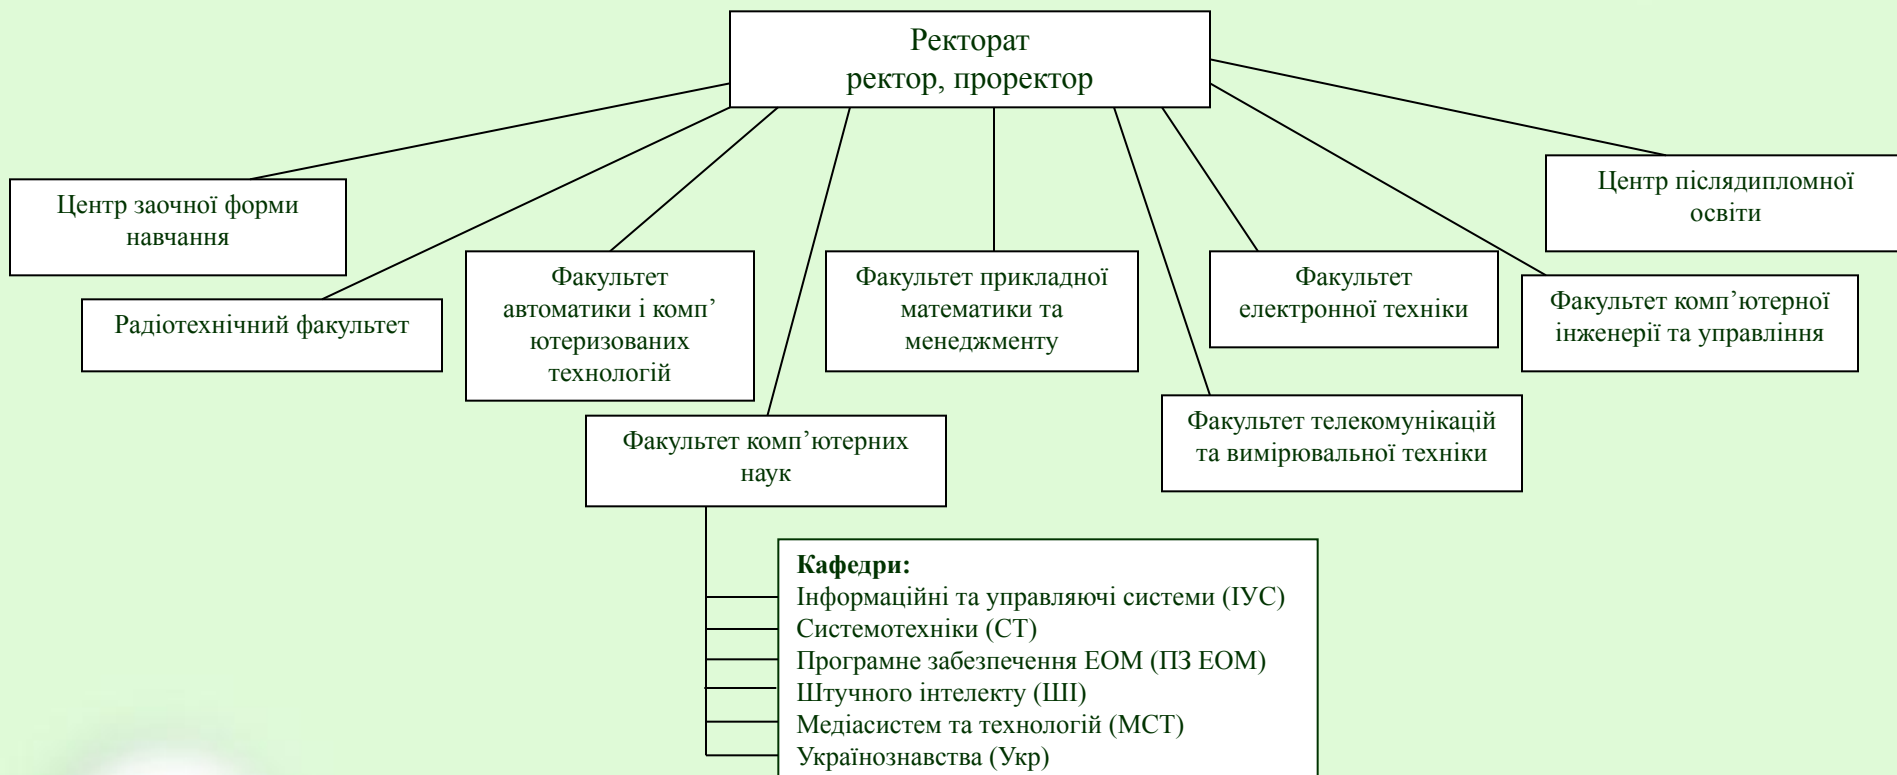 Ректорат
ректор, проректор
Центр заочної форми
навчання
Центр післядипломної
освіти
Радіотехнічний факультет
Факультет
автоматики і комп’
ютеризованих
технологій
Факультет прикладної
математики та
менеджменту
Факультет
електронної техніки
Факультет комп’ютерної
інженерії та управління
Факультет комп’ютерних
наук
Факультет телекомунікацій
та вимірювальної техніки
Кафедри:
Інформаційні та управляючі системи (ІУС)
Системотехніки (СТ)
Програмне забезпечення ЕОМ (ПЗ ЕОМ)
Штучного інтелекту (ШІ)
Медіасистем та технологій (МСТ)
Українознавства (Укр)